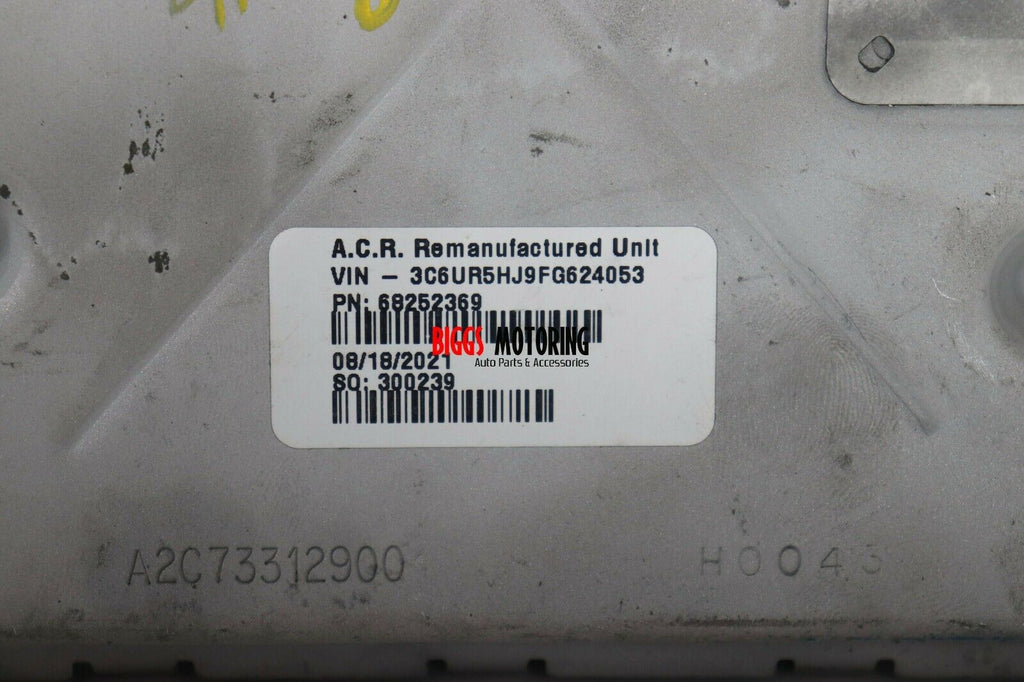 A.C.R. Remanufactured Unit
VIN - 3C6UR5HJ9FG624053
PN: 68252369
BIGGS MOTORING
Auto Parts & Accessories
08/18/2021
SO: 300239
A2C73312900
H0043